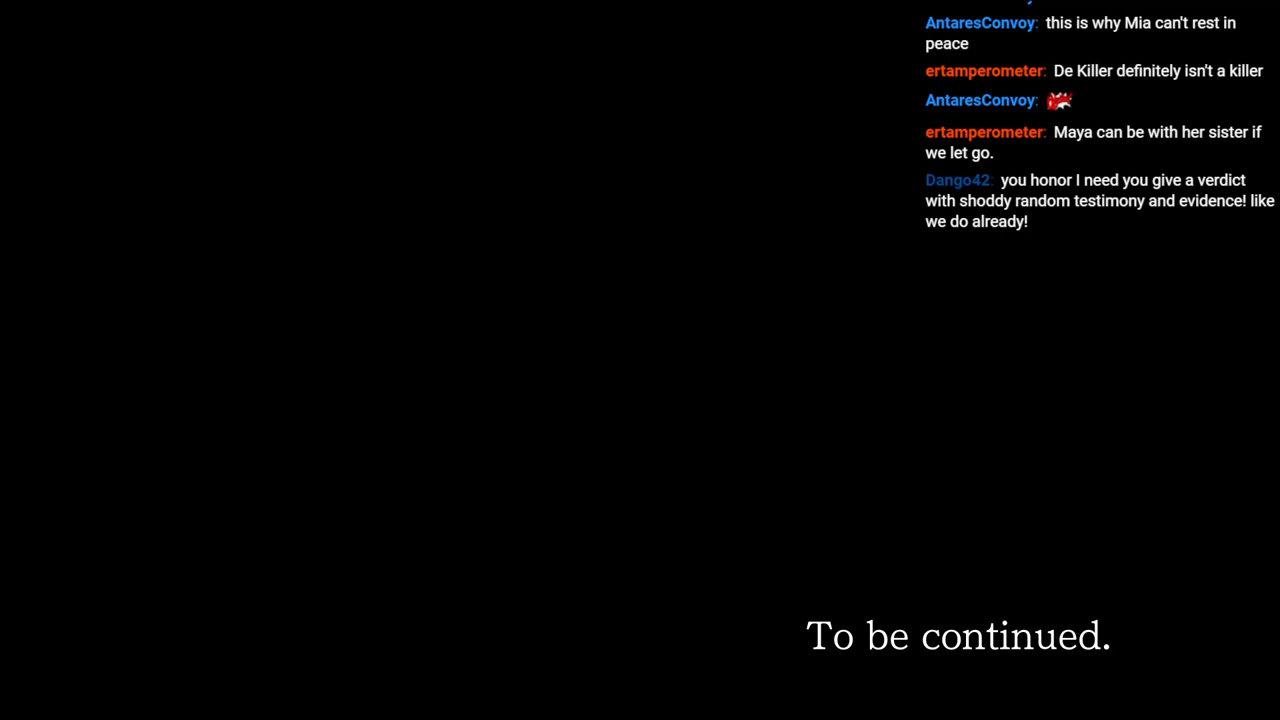 AntaresConvoy: this is why Mia can't rest in
peace
ertamperometer: De Killer definitely isn't a killer
AntaresConvoy:
ertamperometer: Maya can be with her sister if
we let go.
Dango42: you honor I need you give a verdict
with shoddy random testimony and evidence! like
we do already!
To be continued.